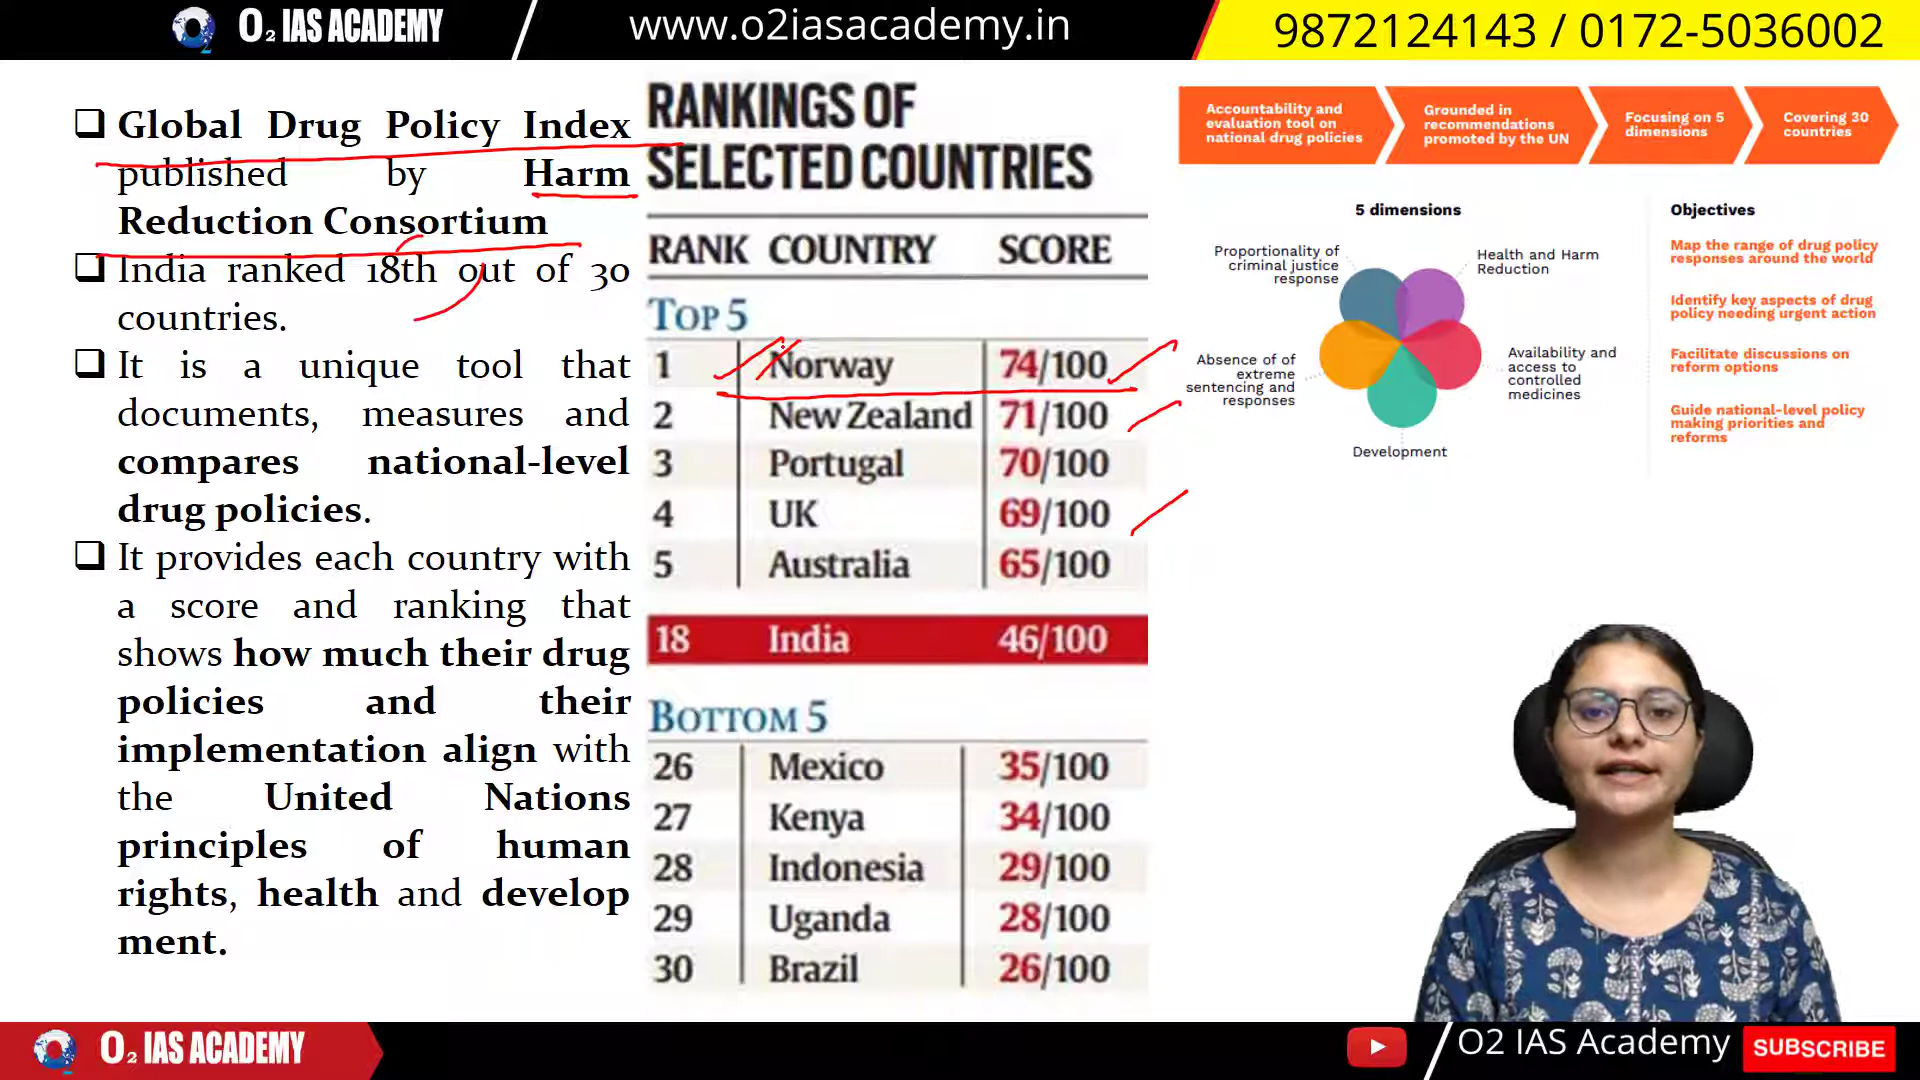 O₂ IAS ACADEMY
www.o2iasacademy.in
9872124143 / 0172-5036002
❑ Global Drug Policy Index
published by Harm
Reduction Consortium
❑ India ranked 18th out of 30
countries.
❑ It is a unique tool that
documents, measures and
compares national-level
drug policies.
❑ It provides each country with
a score and ranking that
shows how much their drug
policies and their
implementation align with
the United Nations
principles of human
rights, health and develop
ment.
RANKINGS OF
SELECTED COUNTRIES
RANK COUNTRY SCORE
TOP 5
1 Norway 74/100
2 New Zealand 71/100
3 Portugal 70/100
4 UK 69/100
5 Australia 65/100
18 India 46/100
BOTTOM 5
26 Mexico 35/100
27 Kenya 34/100
28 Indonesia 29/100
29 Uganda 28/100
30 Brazil 26/100
Accountability and
evaluation tool on
national drug policies
Grounded in
recommendations
promoted by the UN
Focusing on 5
dimensions
Covering 30
countries
5 dimensions
Proportionality of
criminal justice
response
Health and Harm
Reduction
Absence of of
extreme
sentencing and
responses
Availability and
access to
controlled
medicines
Development
Objectives
Map the range of drug policy
responses around the world
Identify key aspects of drug
policy needing urgent action
Facilitate discussions on
reform options
Guide national-level policy
making priorities and
reforms
O₂ IAS ACADEMY
O2 IAS Academy
SUBSCRIBE